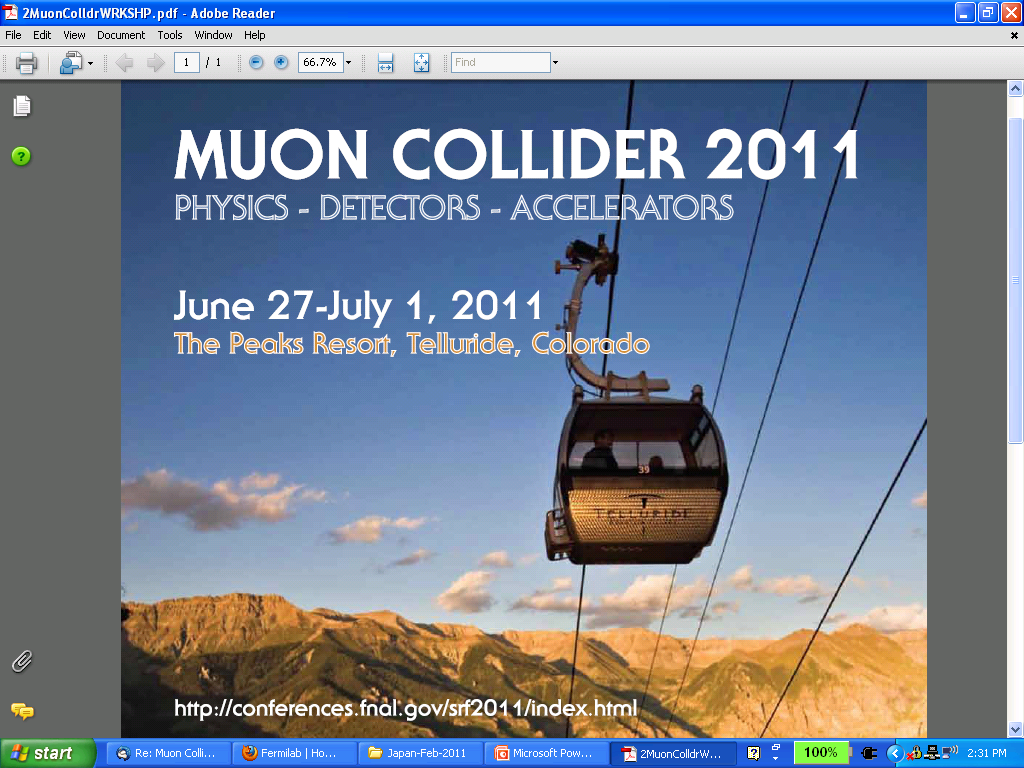 2MuonColldrWRKSHP.pdf - Adobe Reader
File Edit View Document Tools Window Help
1 / 1 66.7% Find
MUON COLLIDER 2011
PHYSICS - DETECTORS - ACCELERATORS
June 27-July 1, 2011
The Peaks Resort, Telluride, Colorado
39
TELLURIDE
http://conferences.fnal.gov/srf2011/index.html
start Re: Muon Colli... Fermilab | Ho... Japan-Feb-2011 Microsoft Pow... 2MuonColldrW... 100% 2:31 PM